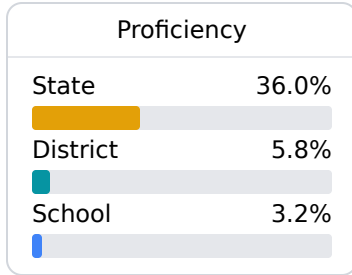 Proficiency
State 36.0%
District 5.8%
School 3.2%